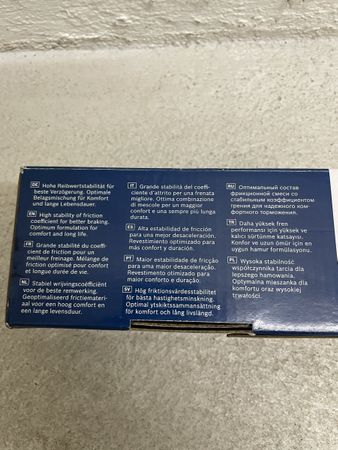 DE Hohe Reibwertstabilität für
beste Verzögerung. Optimale
Belagsmischung für Komfort
und lange Lebensdauer.
EN High stability of friction
coefficient for better braking.
Optimum formulation for
comfort and long life.
FR Grande stabilité du coeffi-
cient de friction pour un
meilleur freinage. Mélange de
friction optimisé pour confort
et longue durée de vie.
NL Stabiel wrijvingscoëfficiënt
voor de beste remwerking.
Geoptimaliseerd frictiemateri-
aal voor een hoog comfort en
een lange levensduur.
IT Grande stabilità del coeffi-
ciente d'attrito per una frenata
migliore. Ottima combinazione
di mescole per un maggior
confort e una sempre più lunga
durata.
ES Alta estabilidad de fricción
para una mejor desaceleración.
Revestimiento optimizado para
más confort y duración.
PT Maior estabilidade de fricção
para uma maior desaceleração.
Revestimento optimizado para
maior conforto e duração.
SV Hög friktionsvärdesstabilitet
för bästa hastighetsminskning.
Optimal ytskiktssammansättning
för komfort och lång livslängd.
RU Оптимальный состав
фрикционной смеси со
стабильным коэффициентом
трения для надежного ком-
фортного торможения.
TR Daha yüksek fren
performansı için yüksek ve
kalıcı sürtünme katsayısı.
Konfor ve uzun ömür için en
uygun hamur formülasyonu.
PL Wysoka stabilność
współczynnika tarcia dla
lepszego hamowania.
Optymalna mieszanka dla
komfortu oraz wysokiej
trwałości.